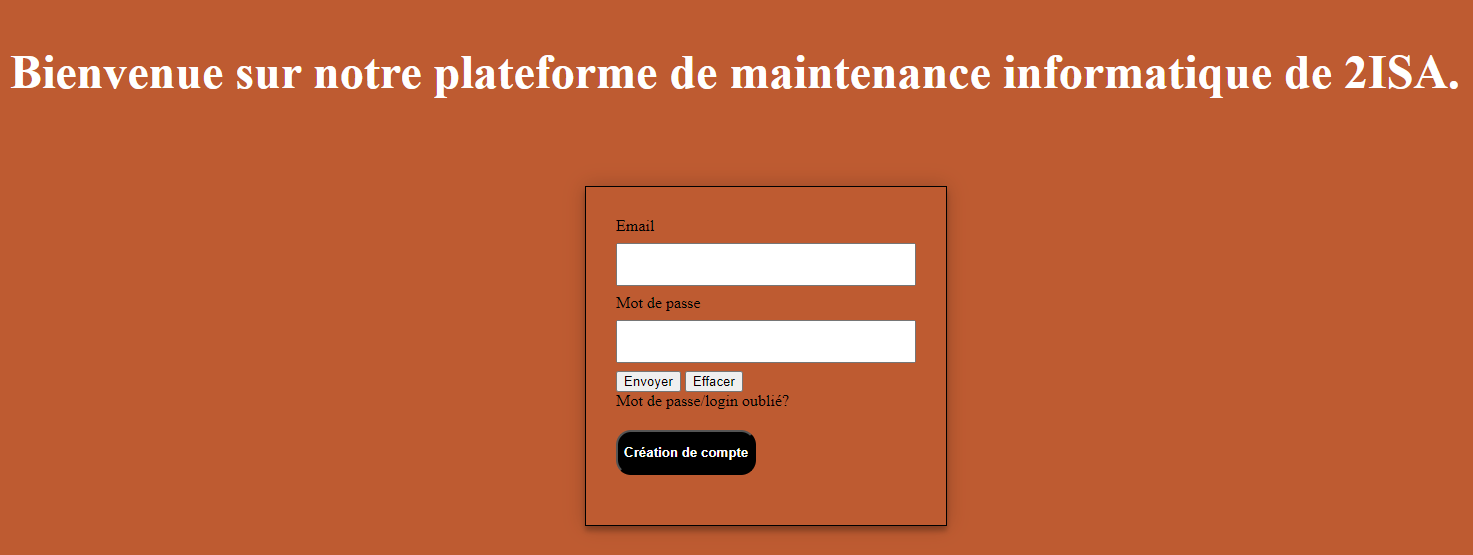 Bienvenue sur notre plateforme de maintenance informatique de 2ISA.
Email
Mot de passe
Envoyer Effacer
Mot de passe/login oublié?
Création de compte